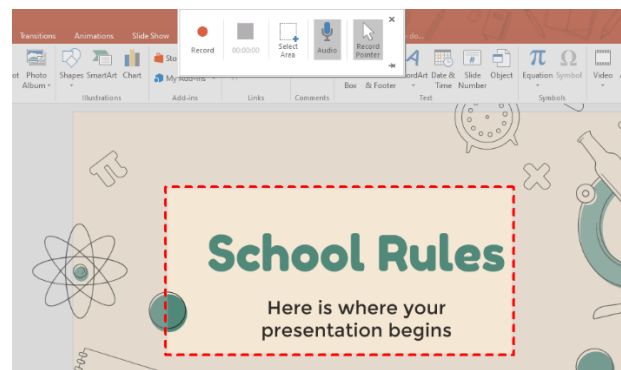 Transitions Animations Slide Show
Record 00:00:00 Select Area Audio Record Pointer
Photo Album Shapes SmartArt Chart
My Add-ins
Box & Footer
Date & Time Slide Number Object Equation Symbol Video
Illustrations Add-ins Links Comments Text Symbols
School Rules
Here is where your
presentation begins